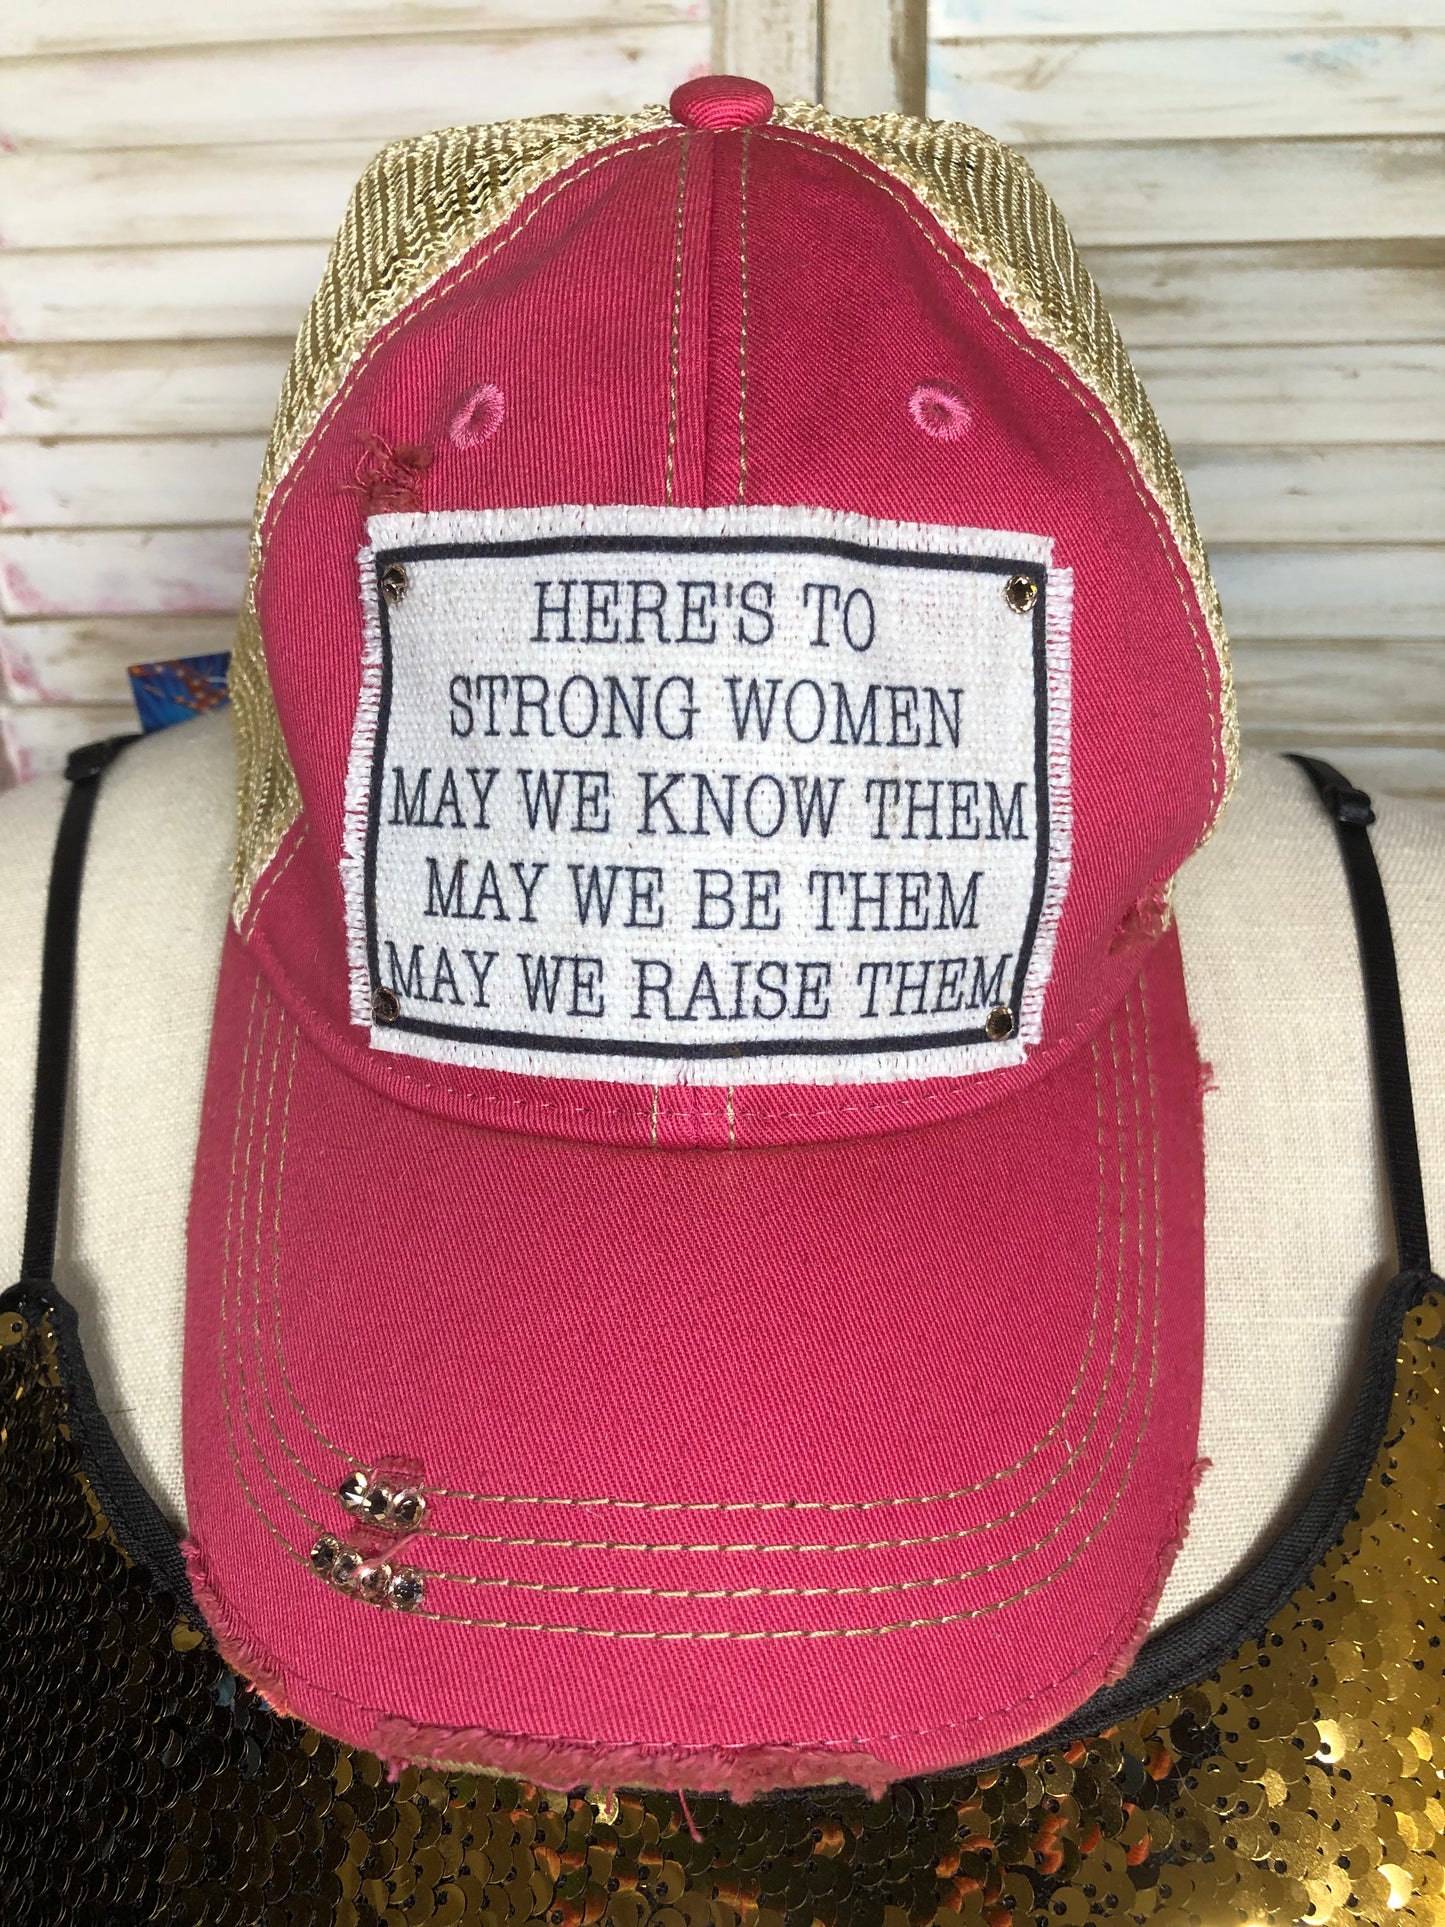 HERE'S TO
STRONG WOMEN
MAY WE KNOW THEM
MAY WE BE THEM
MAY WE RAISE THEM